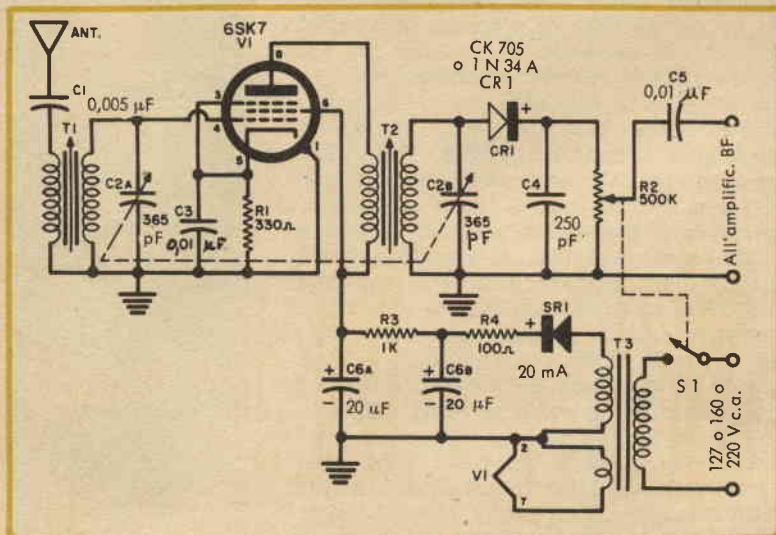 ANT.
C1
0,005 µF
T1
C2A
365
pF
C3
0,01 µF.
R1
330Ω
6SK7
V1
8
3
4
6
5
1
T2
C2B
365
pF
CK 705
o 1 N 34 A
CR 1
+
CR1
C4
250
pF
R2
500K
C5
0,01 µF
All'amplific. BF
R3
1K
R4
100Ω
+
SR1
20 mA
+
C6A
−
20 µF
+
C6B
−
20 µF
T3
S 1
127 o 160 o
220 V c.a.
2
V1
7